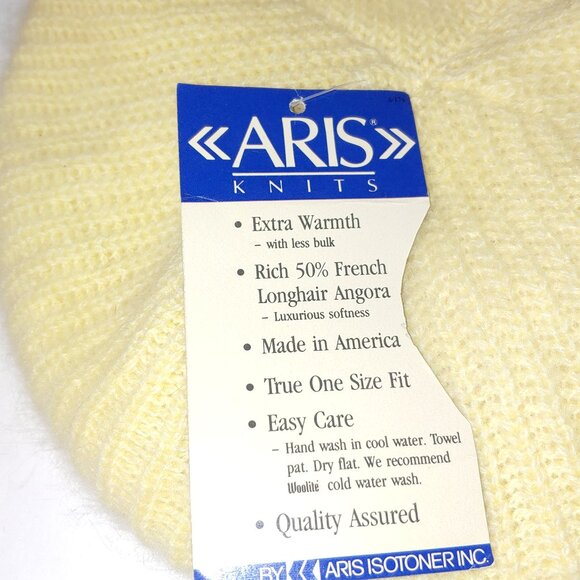 «ARIS®»
KNITS
• Extra Warmth
– with less bulk
• Rich 50% French
Longhair Angora
– Luxurious softness
• Made in America
• True One Size Fit
• Easy Care
– Hand wash in cool water. Towel
pat. Dry flat. We recommend
Woolite® cold water wash.
• Quality Assured
BY « ARIS ISOTONER INC.